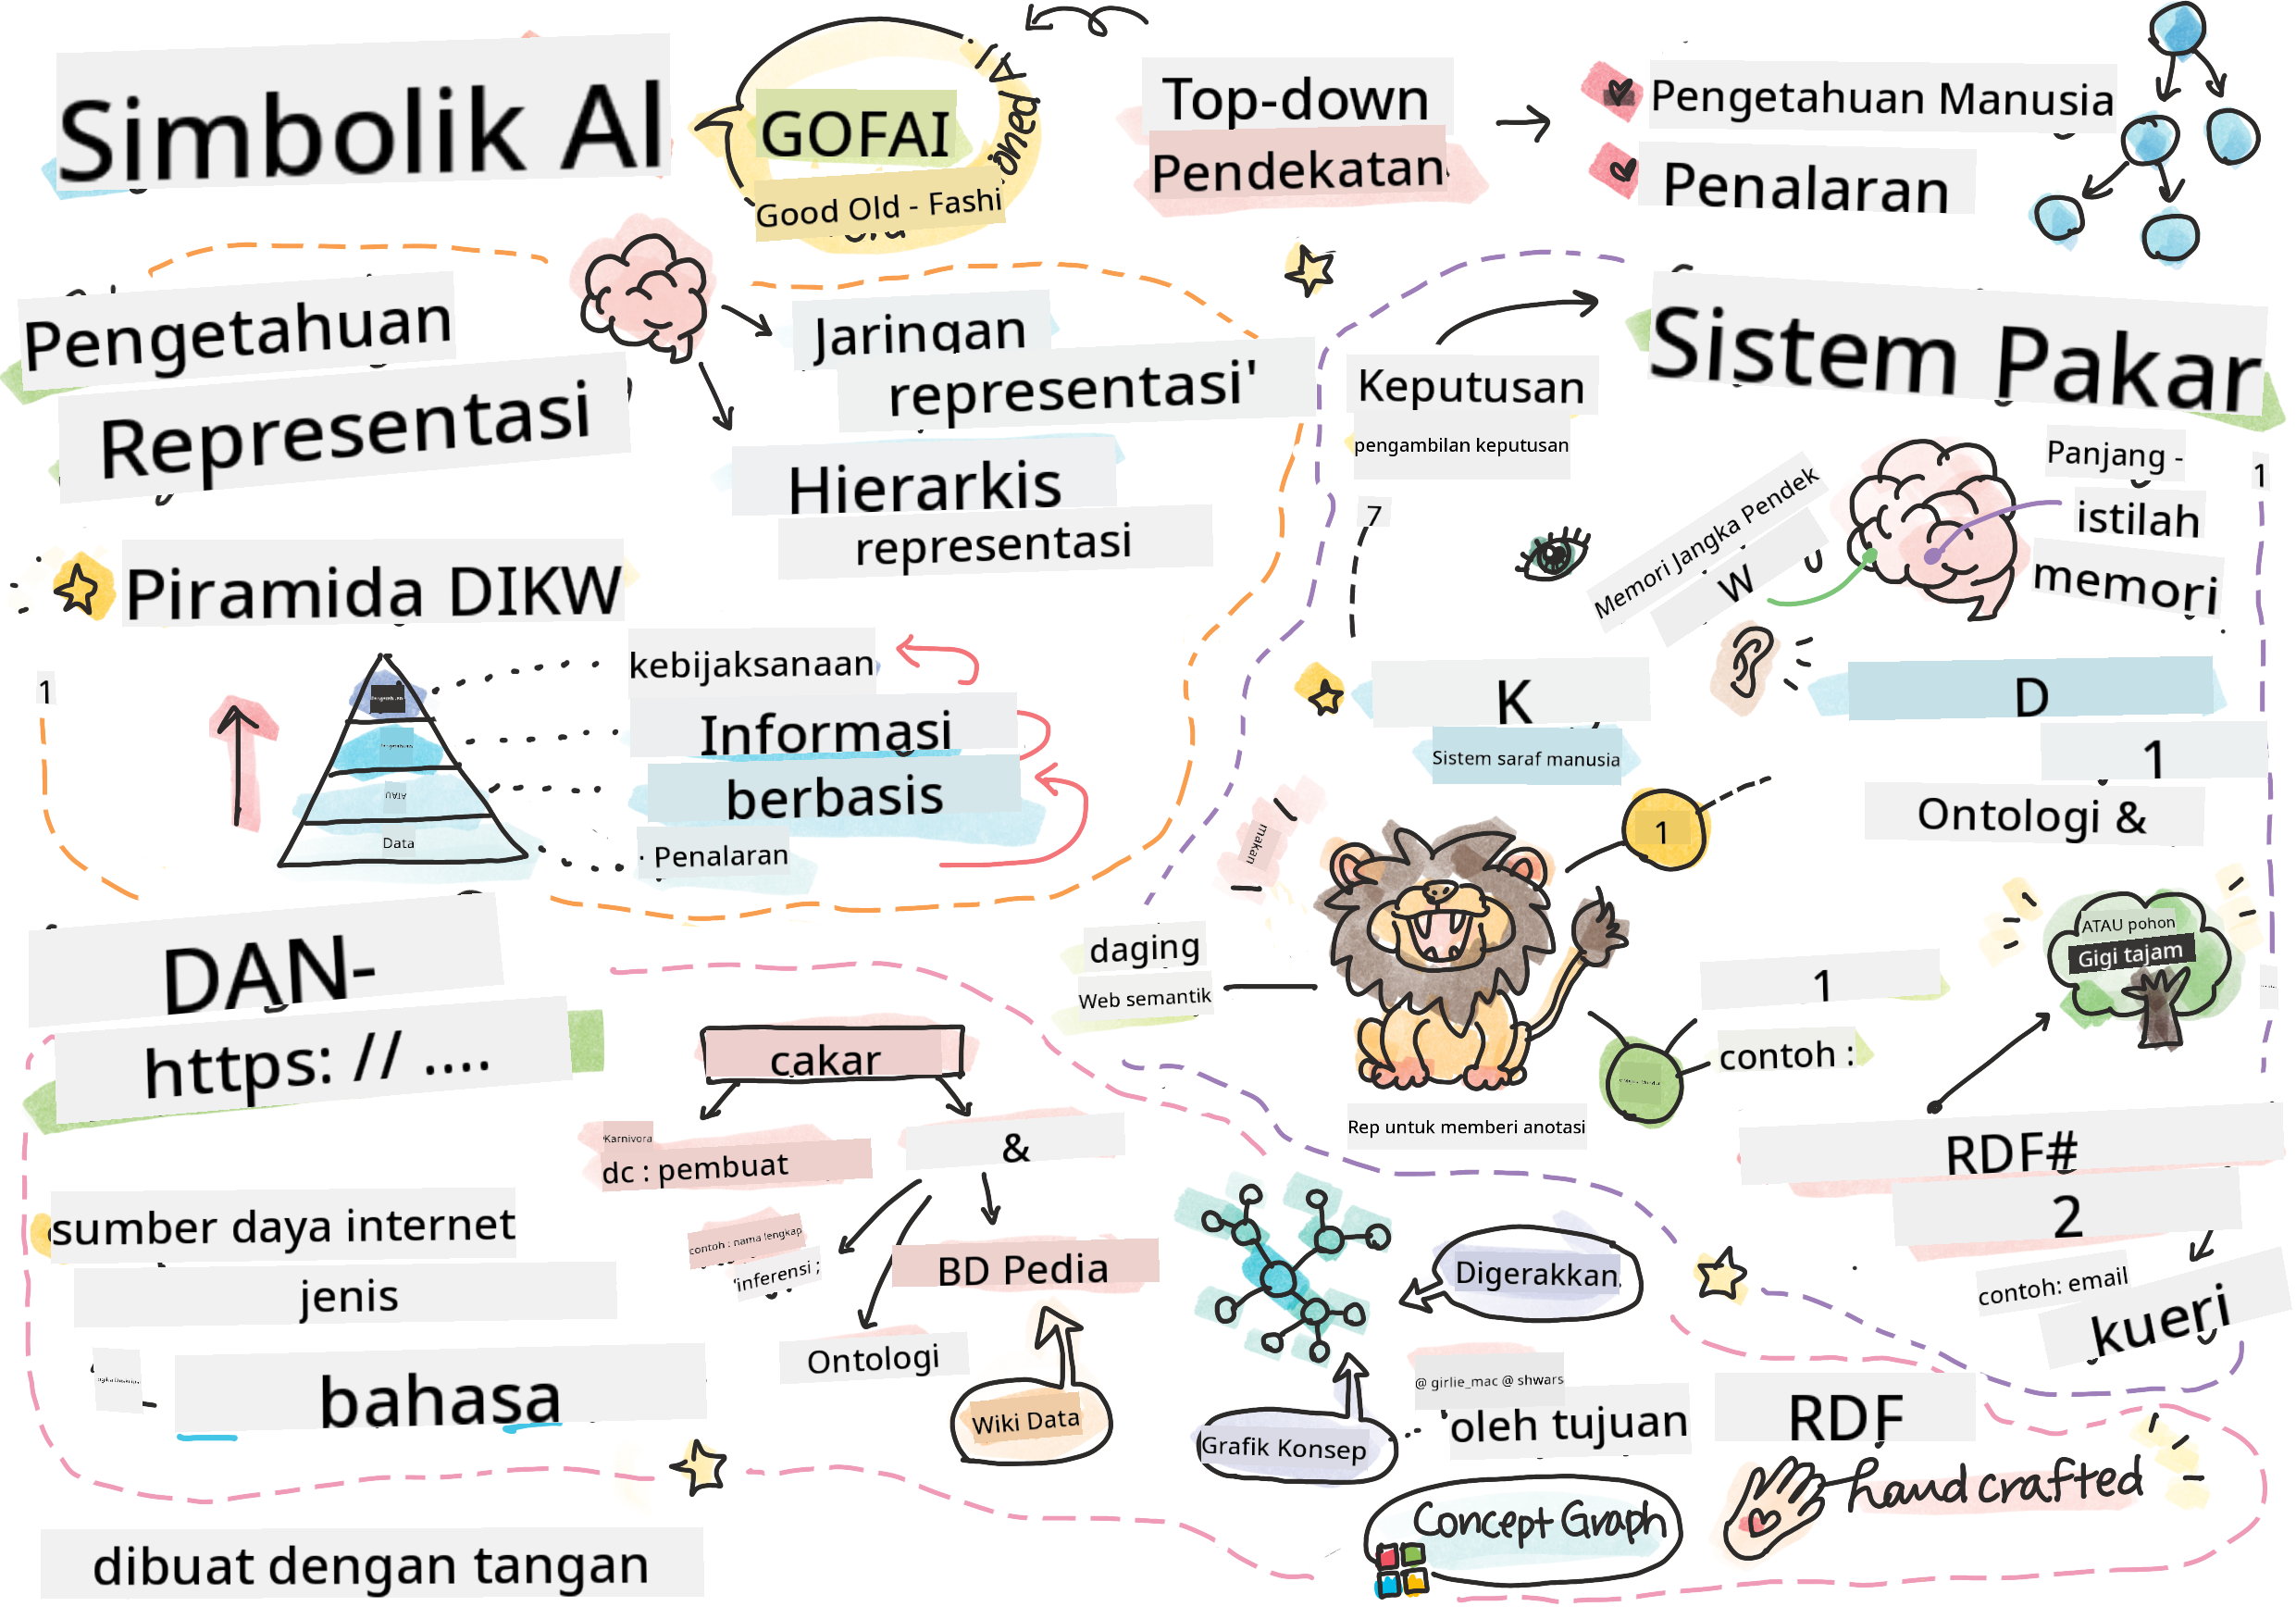 Simbolik AI
GOFAI
Good Old - Fashi
ioned AI
Top-down
Pendekatan
Pengetahuan Manusia
Penalaran
Pengetahuan
Representasi
Jaringan
representasi'
Hierarkis
representasi
Keputusan
pengambilan keputusan
Sistem Pakar
7
Memori Jangka Pendek
W
Panjang -
istilah
memori
1
Piramida DIKW
1
kebijaksanaan
Informasi
berbasis
· Penalaran
ATAU
Data
K
Sistem saraf manusia
D
1
Ontologi &
makan
1
daging
Web semantik
ATAU pohon
Gigi tajam
1
contoh :
Rep untuk memberi anotasi
DAN-
https: // ....
cakar
Karnivora
dc : pembuat
&
contoh : nama lengkap
'inferensi ;
BD Pedia
Ontologi
Wiki Data
sumber daya internet
jenis
bahasa
Digerakkan
Grafik Konsep
@ girlie_mac @ shwars
oleh tujuan
RDF#
2
contoh: email
kueri
RDF
Concept Graph
handcrafted
dibuat dengan tangan